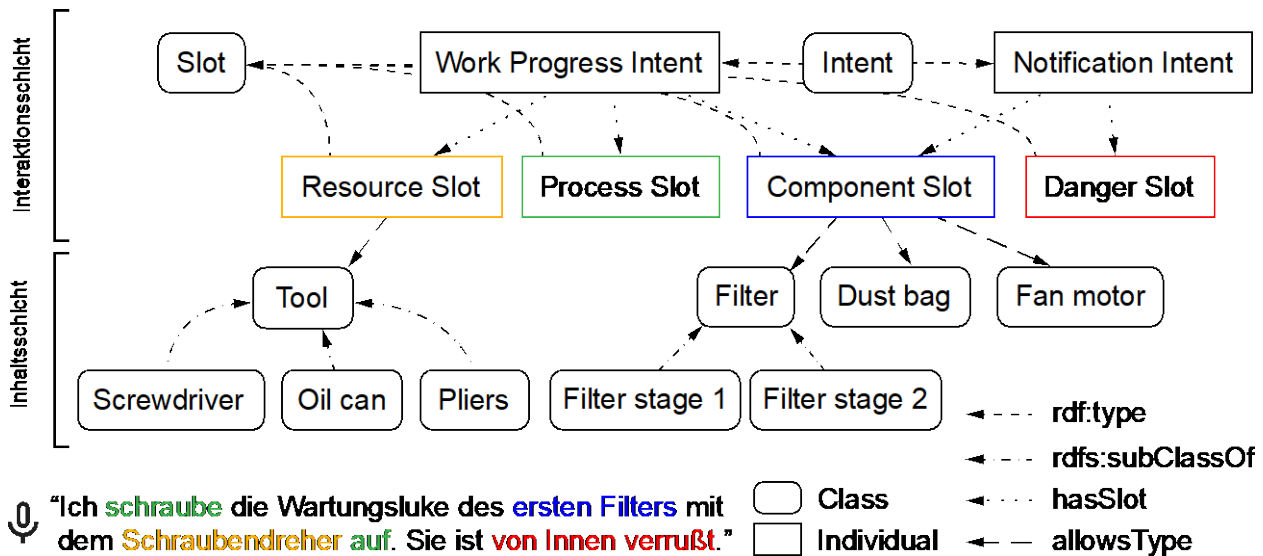 Interaktionsschicht
Slot
Work Progress Intent
Intent
Notification Intent
Resource Slot
Process Slot
Component Slot
Danger Slot
Inhaltsschicht
Tool
Filter
Dust bag
Fan motor
Screwdriver
Oil can
Pliers
Filter stage 1
Filter stage 2
rdf:type
rdfs:subClassOf
hasSlot
allowsType
Class
Individual
“Ich schraube die Wartungsluke des ersten Filters mit
dem Schraubendreher auf. Sie ist von Innen verrußt.”